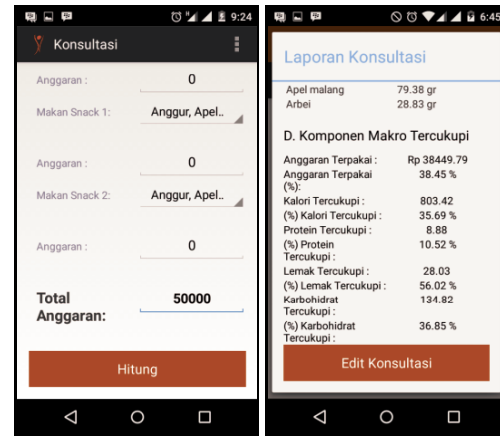 9:24
Konsultasi
Anggaran :
0
Makan Snack 1:
Anggur, Apel..
Anggaran :
0
Makan Snack 2:
Anggur, Apel..
Anggaran :
0
Total
Anggaran:
50000
Hitung
6:45
Laporan Konsultasi
Apel malang 79.38 gr
Arbei 28.83 gr
D. Komponen Makro Tercukupi
Anggaran Terpakai : Rp 38449.79
Anggaran Terpakai 38.45 %
(%):
Kalori Tercukupi : 803.42
(%) Kalori Tercukupi : 35.69 %
Protein Tercukupi : 8.88
(%) Protein 10.52 %
Tercukupi :
Lemak Tercukupi : 28.03
(%) Lemak Tercukupi : 56.02 %
Karbohidrat 134.82
Tercukupi :
(%) Karbohidrat 36.85 %
Tercukupi :
Edit Konsultasi